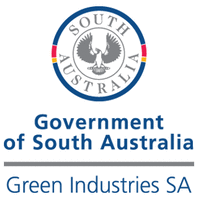 SOUTH
AUSTRALIA
Government
of South Australia
Green Industries SA